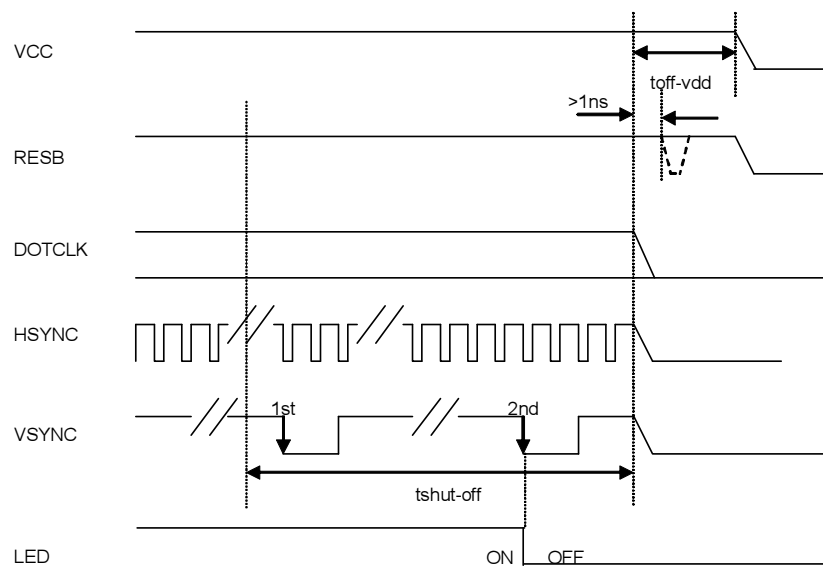 VCC
toff-vdd
>1ns
RESB
DOTCLK
HSYNC
1st
2nd
VSYNC
tshut-off
LED
ON
OFF